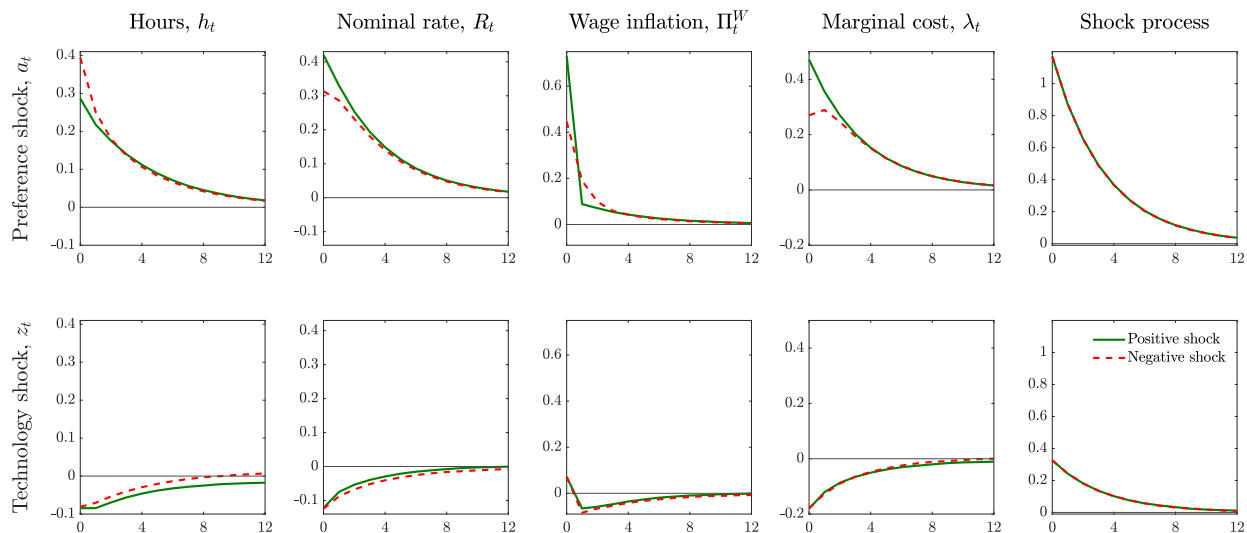 Hours, h_t
Nominal rate, R_t
Wage inflation, Π_t^W
Marginal cost, λ_t
Shock process
Preference shock, a_t
0.4
0.3
0.2
0.1
0
-0.1
0 4 8 12
0.4
0.3
0.2
0.1
0
-0.1
0 4 8 12
0.6
0.4
0.2
0
0 4 8 12
0.4
0.2
0
-0.2
0 4 8 12
1
0.8
0.6
0.4
0.2
0
0 4 8 12
Technology shock, z_t
0.4
0.3
0.2
0.1
0
-0.1
0 4 8 12
0.4
0.3
0.2
0.1
0
-0.1
0 4 8 12
0.6
0.4
0.2
0
0 4 8 12
0.4
0.2
0
-0.2
0 4 8 12
1
0.8
0.6
0.4
0.2
0
0 4 8 12
Positive shock
Negative shock